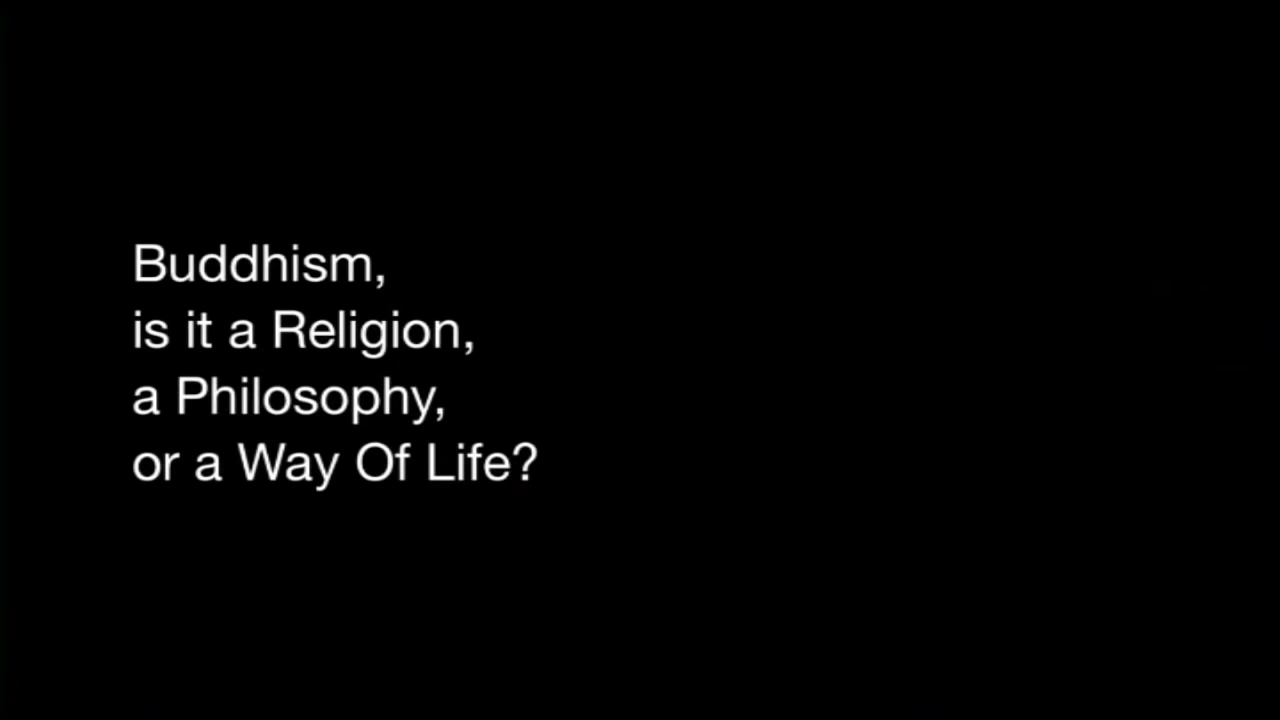 Buddhism,
is it a Religion,
a Philosophy,
or a Way Of Life?